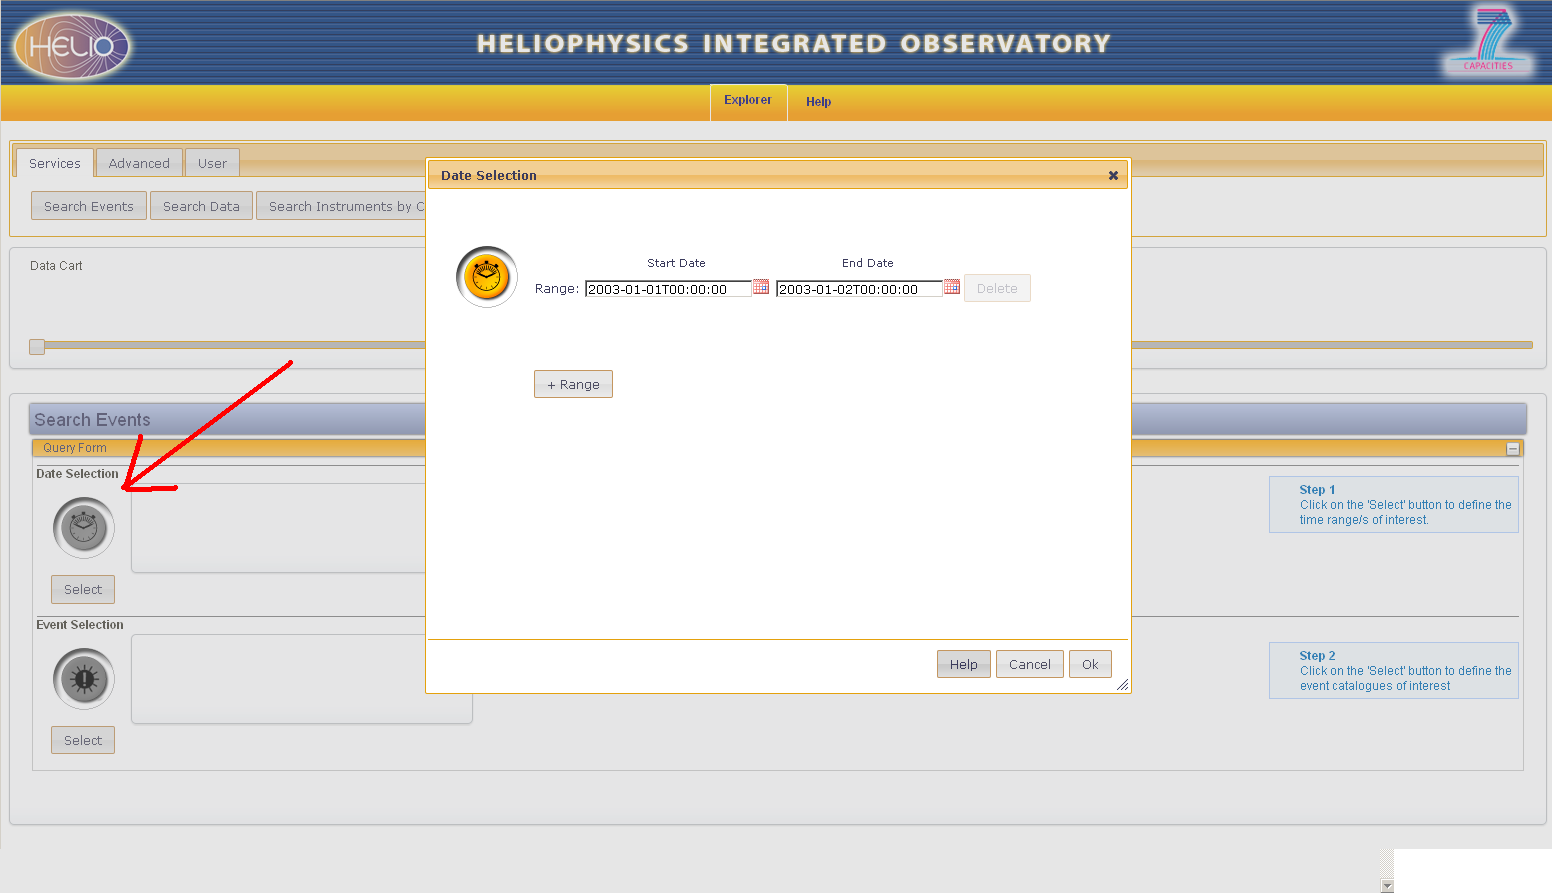 HELIO
HELIOPHYSICS INTEGRATED OBSERVATORY
7
CAPACITIES
Explorer
Help
Services
Advanced
User
Search Events
Search Data
Search Instruments by C
Date Selection
Start Date
End Date
Range:
2003-01-01T00:00:00
2003-01-02T00:00:00
Delete
+ Range
Help
Cancel
Ok
Data Cart
Search Events
Query Form
Date Selection
Select
Step 1
Click on the 'Select' button to define the
time range/s of interest.
Event Selection
Select
Step 2
Click on the 'Select' button to define the
event catalogues of interest